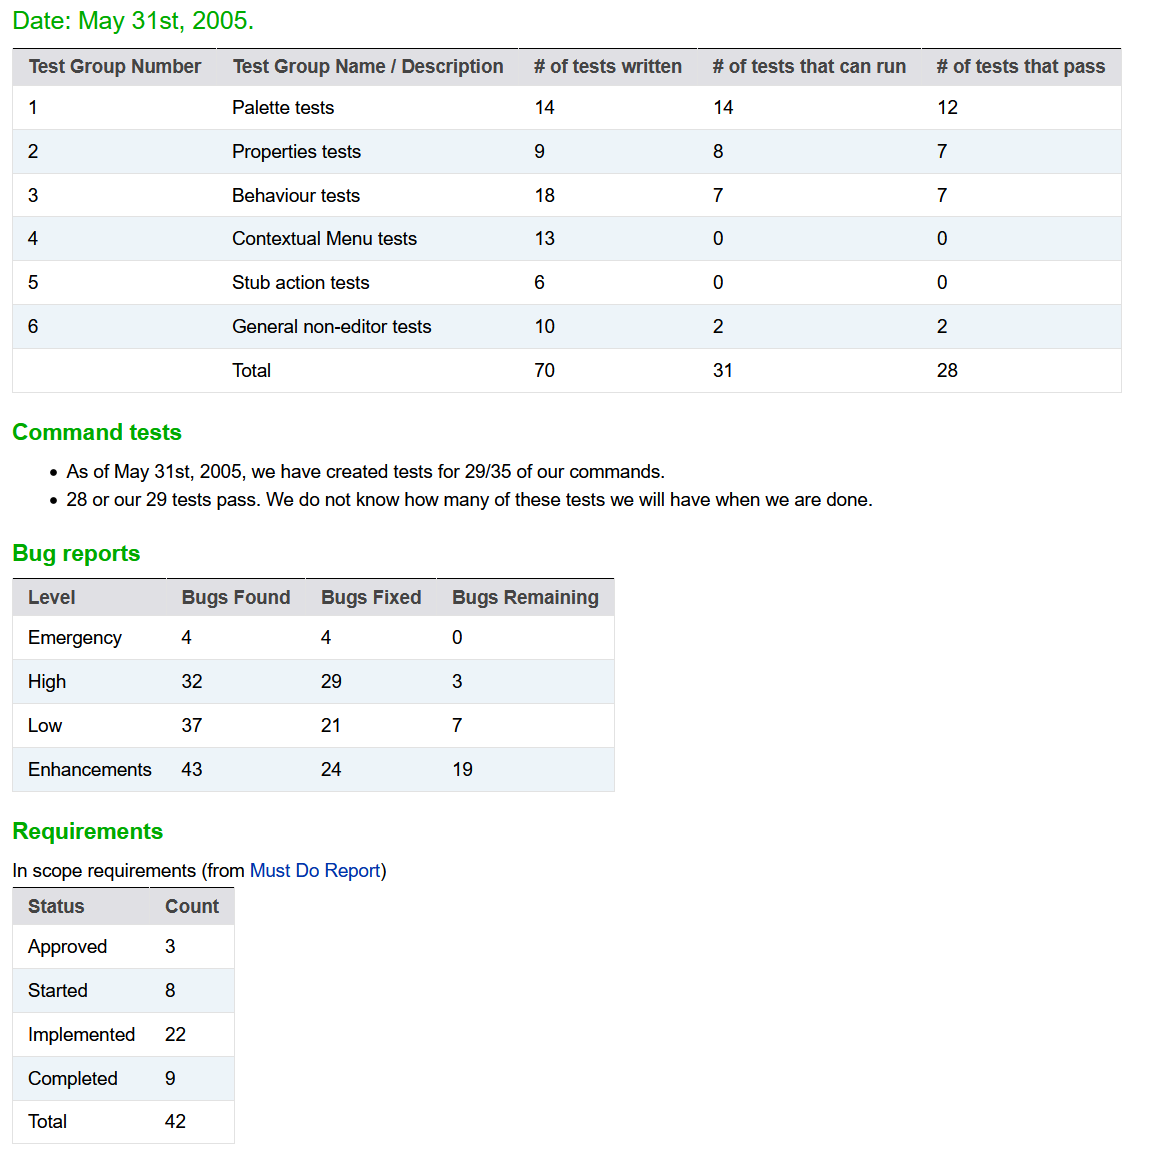 Date: May 31st, 2005.
Test Group Number Test Group Name / Description # of tests written # of tests that can run # of tests that pass
1 Palette tests 14 14 12
2 Properties tests 9 8 7
3 Behaviour tests 18 7 7
4 Contextual Menu tests 13 0 0
5 Stub action tests 6 0 0
6 General non-editor tests 10 2 2
Total 70 31 28
Command tests
• As of May 31st, 2005, we have created tests for 29/35 of our commands.
• 28 or our 29 tests pass. We do not know how many of these tests we will have when we are done.
Bug reports
Level Bugs Found Bugs Fixed Bugs Remaining
Emergency 4 4 0
High 32 29 3
Low 37 21 7
Enhancements 43 24 19
Requirements
In scope requirements (from Must Do Report)
Status Count
Approved 3
Started 8
Implemented 22
Completed 9
Total 42